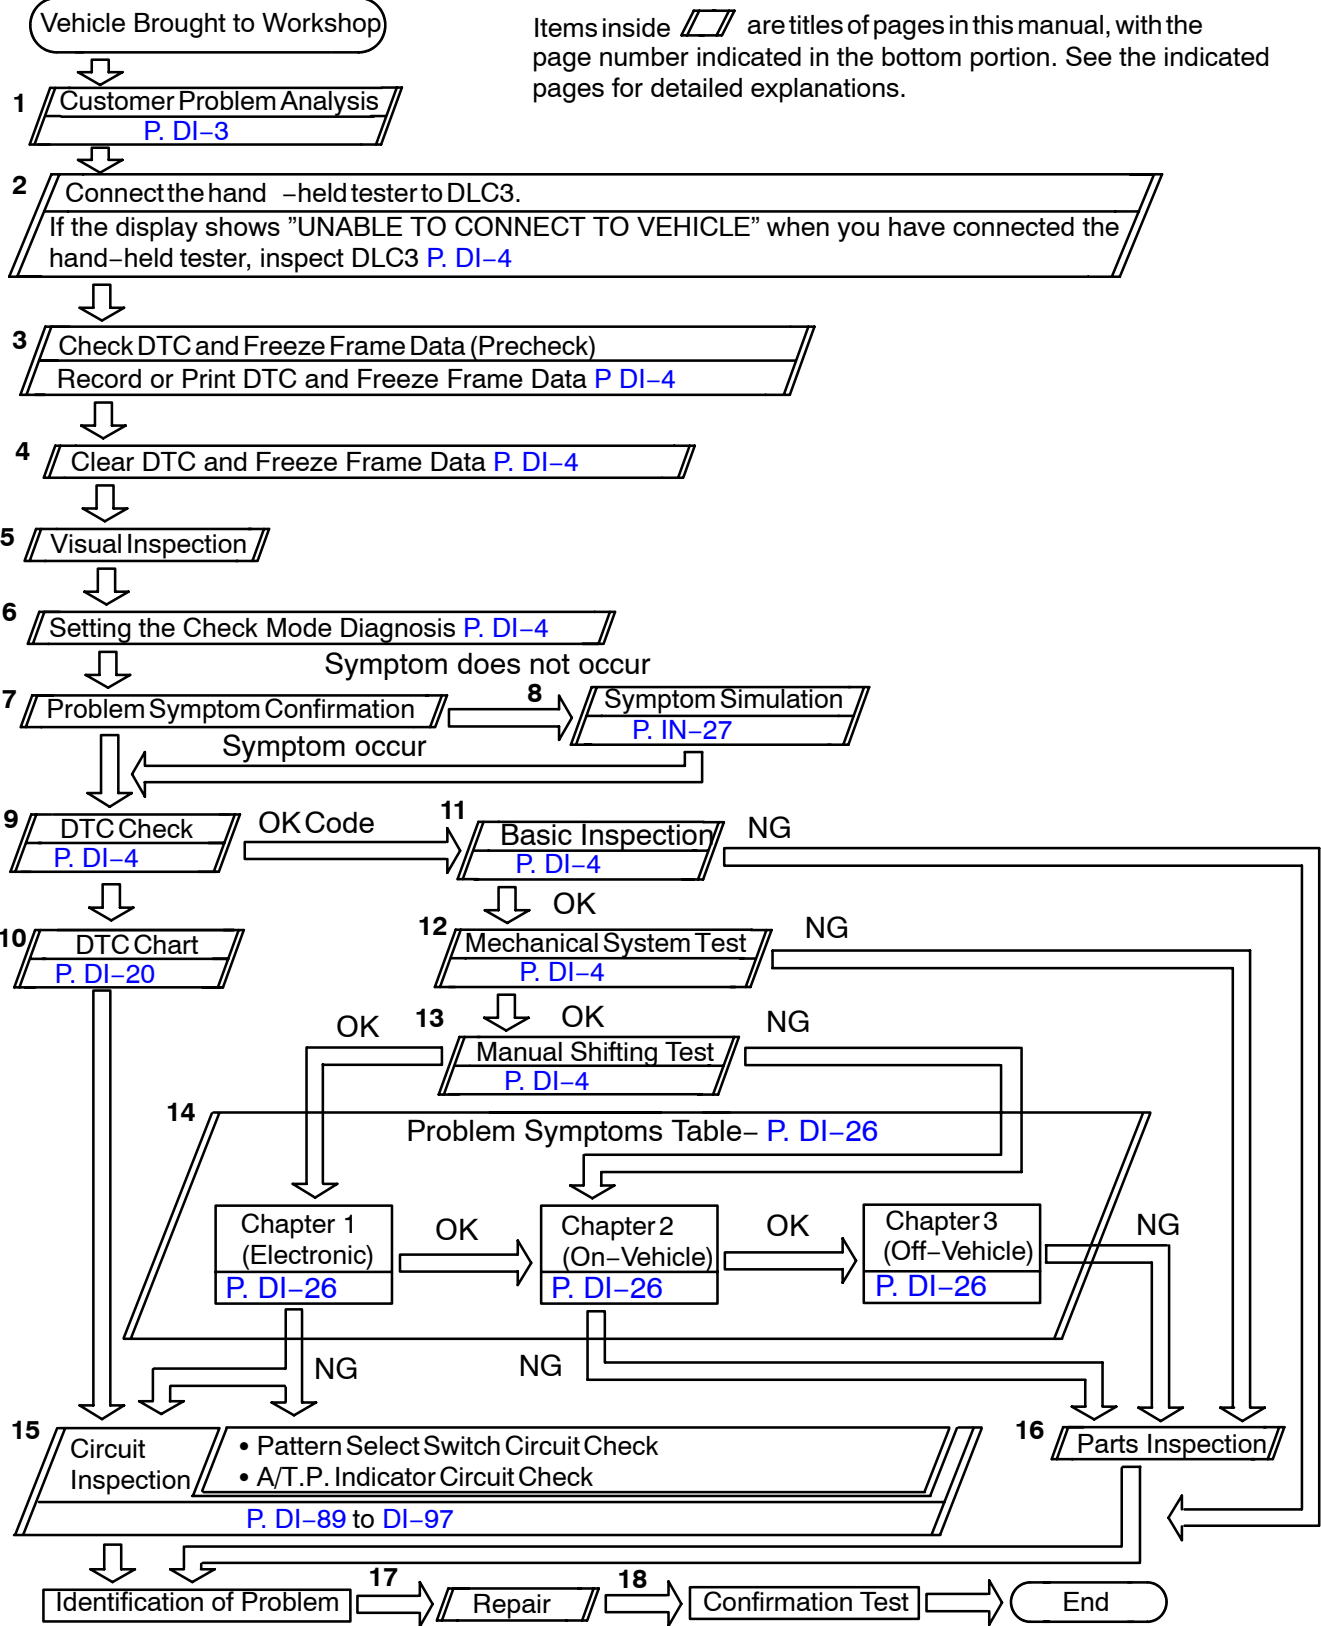 Vehicle Brought to Workshop
Items inside are titles of pages in this manual, with the
page number indicated in the bottom portion. See the indicated
pages for detailed explanations.
1
Customer Problem Analysis
P. DI–3
2
Connect the hand –held tester to DLC3.
If the display shows ”UNABLE TO CONNECT TO VEHICLE” when you have connected the
hand–held tester, inspect DLC3 P. DI–4
3
Check DTC and Freeze Frame Data (Precheck)
Record or Print DTC and Freeze Frame Data P DI–4
4
Clear DTC and Freeze Frame Data P. DI–4
5
Visual Inspection
6
Setting the Check Mode Diagnosis P. DI–4
Symptom does not occur
7
Problem Symptom Confirmation
8
Symptom Simulation
P. IN–27
Symptom occur
9
DTC Check
P. DI–4
OK Code
11
Basic Inspection
P. DI–4
NG
OK
10
DTC Chart
P. DI–20
12
Mechanical System Test
P. DI–4
NG
OK
13
OK
Manual Shifting Test
P. DI–4
NG
14
Problem Symptoms Table– P. DI–26
Chapter 1
(Electronic)
P. DI–26
OK
Chapter 2
(On–Vehicle)
P. DI–26
OK
Chapter 3
(Off–Vehicle)
P. DI–26
NG
NG
NG
15
Circuit
Inspection
• Pattern Select Switch Circuit Check
• A/T.P. Indicator Circuit Check
P. DI–89 to DI–97
16
Parts Inspection
Identification of Problem
17
Repair
18
Confirmation Test
End